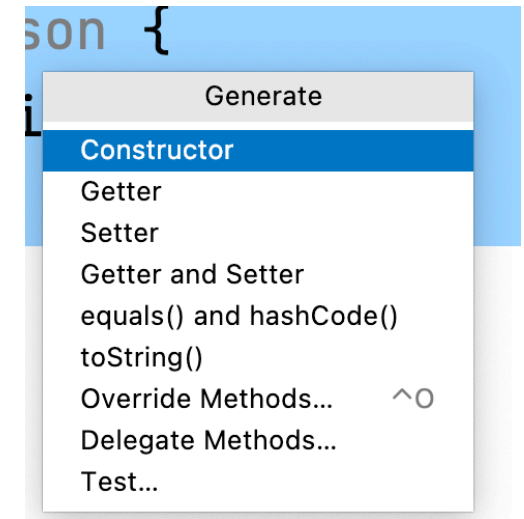 son {
i
Generate
Constructor
Getter
Setter
Getter and Setter
equals() and hashCode()
toString()
Override Methods... ^O
Delegate Methods...
Test...